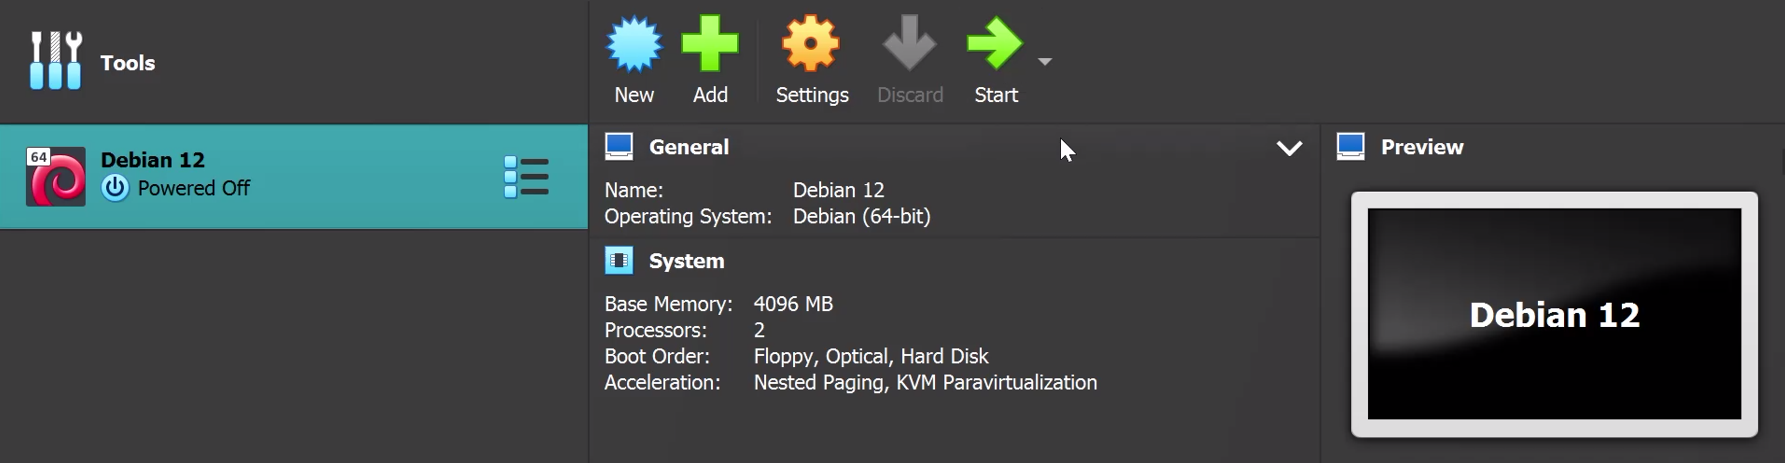 Tools
New
Add
Settings
Discard
Start
64
Debian 12
Powered Off
General
Name: Debian 12
Operating System: Debian (64-bit)
System
Base Memory: 4096 MB
Processors: 2
Boot Order: Floppy, Optical, Hard Disk
Acceleration: Nested Paging, KVM Paravirtualization
Preview
Debian 12